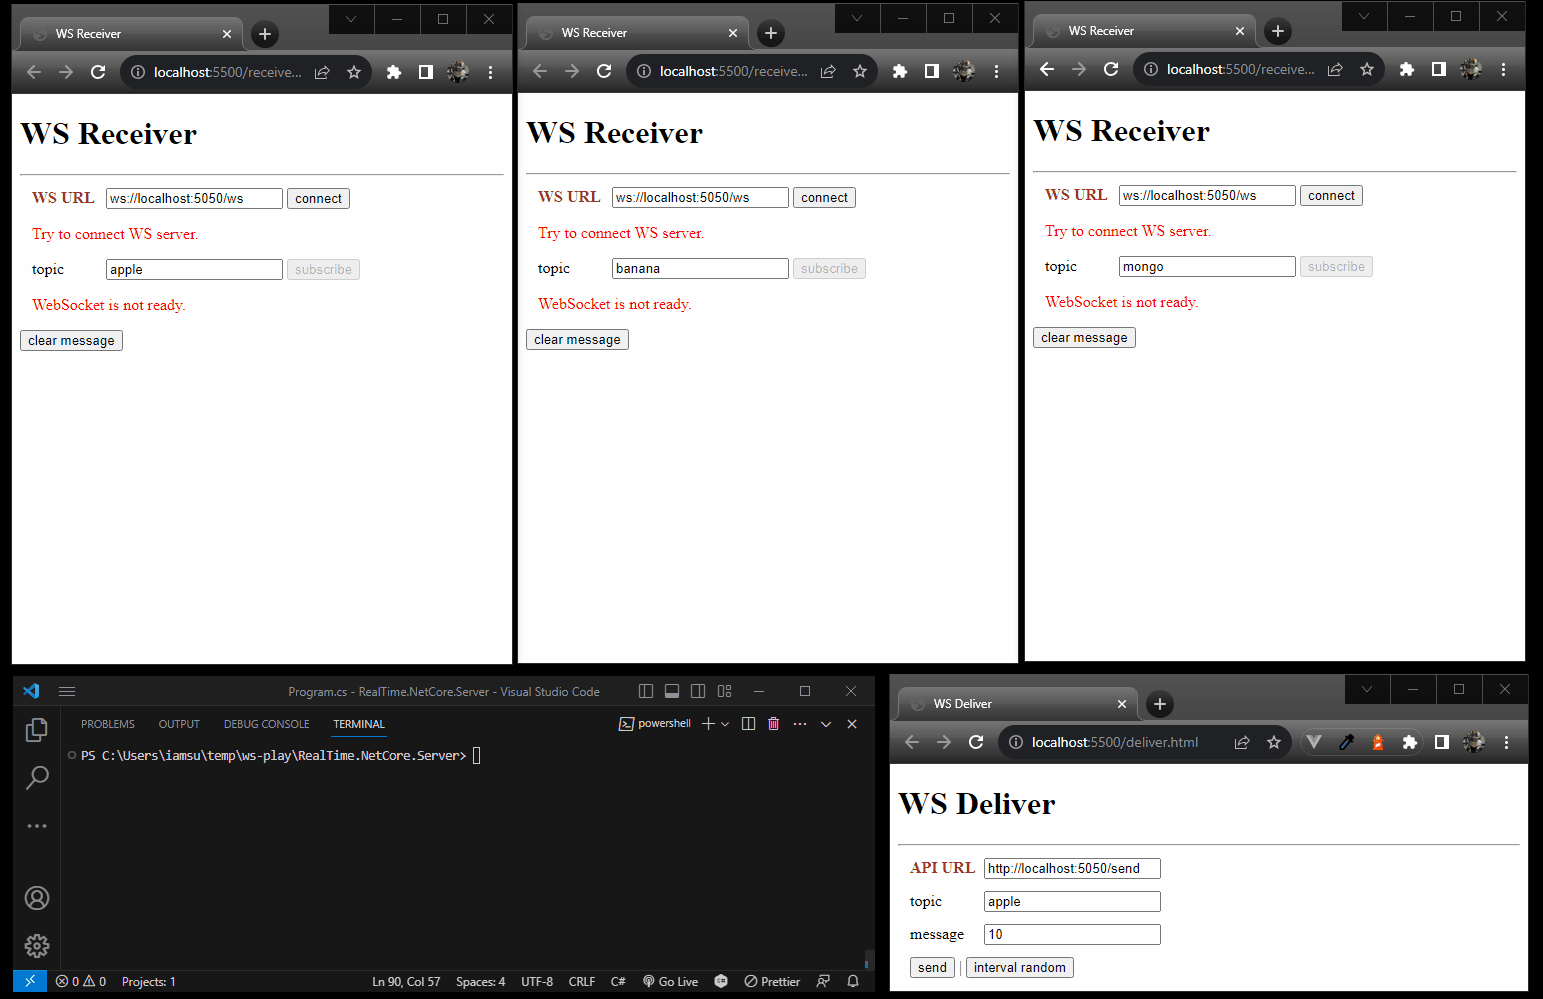 WS Receiver
localhost:5500/receive...
WS Receiver
WS URL ws://localhost:5050/ws connect
Try to connect WS server.
topic apple subscribe
WebSocket is not ready.
clear message
WS Receiver
localhost:5500/receive...
WS Receiver
WS URL ws://localhost:5050/ws connect
Try to connect WS server.
topic banana subscribe
WebSocket is not ready.
clear message
WS Receiver
localhost:5500/receive...
WS Receiver
WS URL ws://localhost:5050/ws connect
Try to connect WS server.
topic mongo subscribe
WebSocket is not ready.
clear message
Program.cs - RealTime.NetCore.Server - Visual Studio Code
PROBLEMS OUTPUT DEBUG CONSOLE TERMINAL powershell
PS C:\Users\iamsu\temp\ws-play\RealTime.NetCore.Server>
0 0 Projects: 1 Ln 90, Col 57 Spaces: 4 UTF-8 CRLF C# Go Live Prettier
WS Deliver
localhost:5500/deliver.html
WS Deliver
API URL http://localhost:5050/send
topic apple
message 10
send | interval random